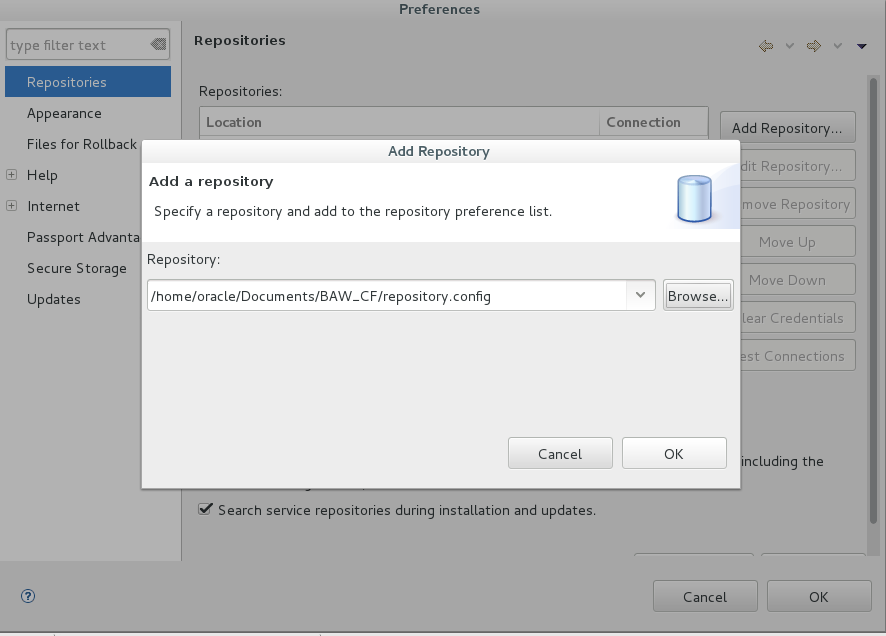 Preferences
type filter text
Repositories
Repositories
Appearance
Files for Rollback
Help
Internet
Passport Advanta
Secure Storage
Updates
Repositories:
Location
Connection
Add Repository...
dit Repository...
move Repository
Move Up
Move Down
lear Credentials
est Connections
Add Repository
Add a repository
Specify a repository and add to the repository preference list.
Repository:
/home/oracle/Documents/BAW_CF/repository.config
Browse...
Cancel
OK
including the
Search service repositories during installation and updates.
Cancel
OK